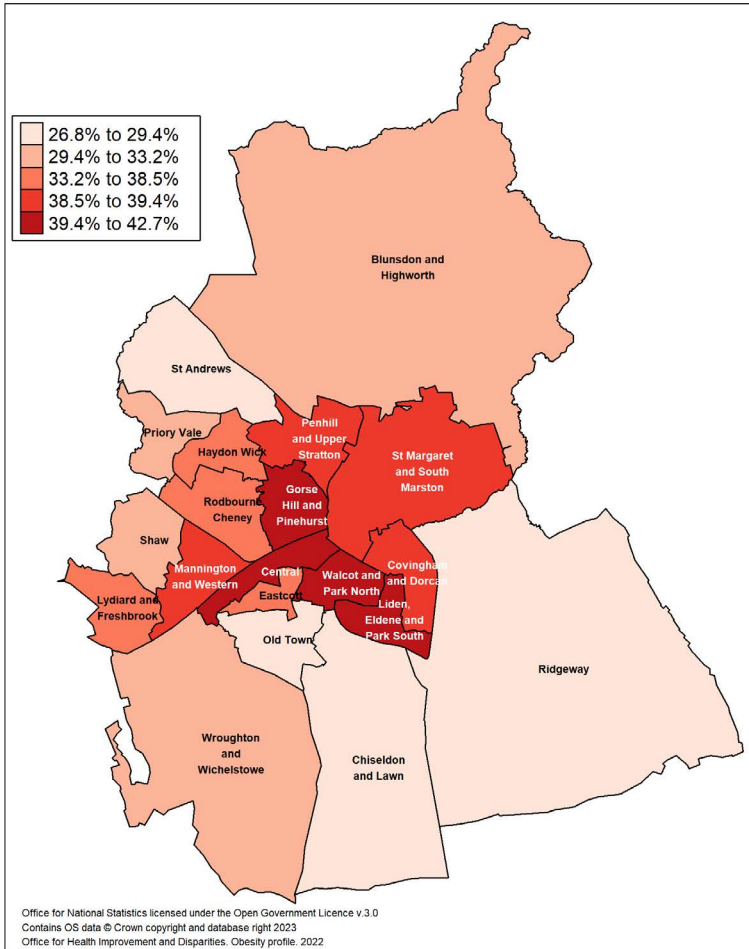 26.8% to 29.4%
29.4% to 33.2%
33.2% to 38.5%
38.5% to 39.4%
39.4% to 42.7%
Blunsdon and
Highworth
St Andrews
Priory Vale
Haydon Wick
Penhill
and Upper
Stratton
St Margaret
and South
Marston
Gorse
Hill and
Pinehurst
Rodbourne
Cheney
Shaw
Mannington
and Western
Central
Walcot and
Park North
Covingham
and Dorcan
Lydiard and
Freshbrook
Eastcott
Liden,
Eldene and
Park South
Old Town
Ridgeway
Wroughton
and
Wichelstowe
Chiseldon
and Lawn
Office for National Statistics licensed under the Open Government Licence v.3.0
Contains OS data © Crown copyright and database right 2023
Office for Health Improvement and Disparities. Obesity profile. 2022